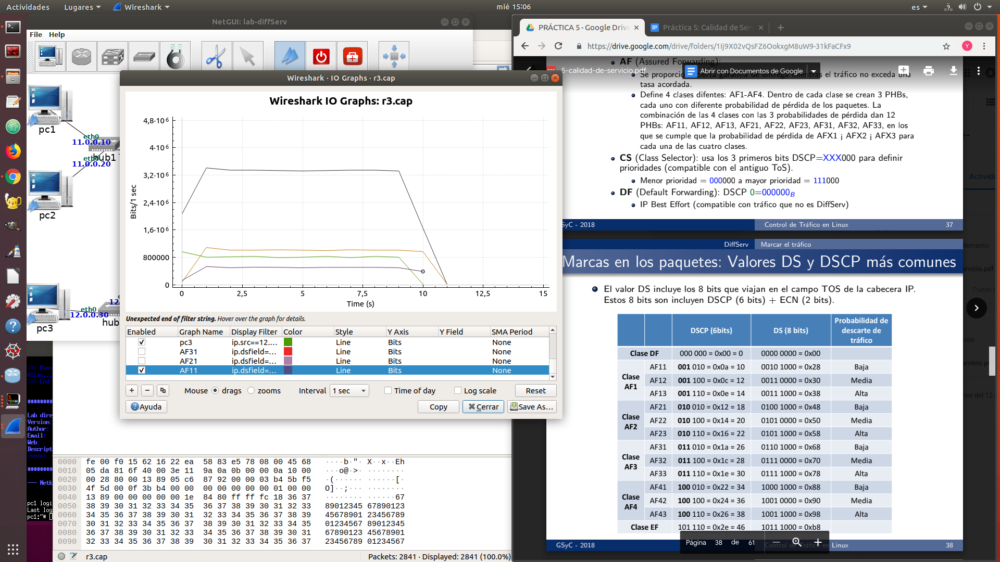 Actividades
Lugares
Wireshark
mié 15:06
es
NetGUI: lab-diffServ
File Help
pc1
eth0
11.0.0.10
hub1
eth0
11.0.0.20
pc2
eth0
12.0.0.30
pc3
hub
Wireshark · IO Graphs · r3.cap
Wireshark IO Graphs: r3.cap
Bits/1 sec
4,8·10 6
4·10 6
3,2·10 6
2,4·10 6
1,6·10 6
800000
0
0 2,5 5 7,5 10 12,5 15
Time (s)
Unexpected end of filter string. Hover over the graph for details.
Enabled Graph Name Display Filter Color Style Y Axis Y Field SMA Period
pc3 ip.src==12.... Line Bits None
AF31 ip.dsfield=... Line Bits None
AF21 ip.dsfield=... Line Bits None
AF11 ip.dsfield=... Line Bits None
Mouse drags zooms Interval 1 sec Time of day Log scale Reset
Ayuda Copy Cerrar Save As…
>>> Runn
>>> End
Lab dire
Version:
Author:
Email:
Web:
Descript
<none>
--- Netk
pc1 logi
Last log
pc1:~#
0000 fe 00 f0 15 62 16 22 ea 58 83 e5 78 08 00 45 68 ····b·"· X··x··Eh
0010 05 da 81 6f 40 00 3e 11 9a 0a 0b 00 00 0a 10 00 ···o@·>· ········
0020 00 28 80 00 13 89 05 c6 87 92 00 00 03 b4 5b f5 ·(······ ······[·
0030 4f 5d 00 0f 3b b4 00 00 00 00 00 00 01 00 00 O]··;··· ········
0040 13 89 00 00 00 00 00 1e 84 80 ff ff fc 18 36 37 ········ ······67
0050 38 39 30 31 32 33 34 35 36 37 38 39 30 31 32 33 89012345 67890123
0060 34 35 36 37 38 39 30 31 32 33 34 35 36 37 38 39 45678901 23456789
0070 30 31 32 33 34 35 36 37 38 39 30 31 32 33 34 35 01234567 89012345
0080 36 37 38 39 30 31 32 33 34 35 36 37 38 39 30 31 67890123 45678901
0090 32 33 34 35 36 37 38 39 30 31 32 33 34 35 36 37 23456789 01234567
r3.cap
Packets: 2841 · Displayed: 2841 (100.0%)
PRÁCTICA 5 - Google Drive
Práctica 5: Calidad de Serv
https://drive.google.com/drive/folders/1Ij9X02vQsFZ6OokxgM8uW9-31kFaCFx9
Y
5-calidad-de-servicio.pdf
Abrir con Documentos de Google
AF (Assured Forwarding):
Se proporciona cierta garantía de entrega mientras el tráfico no exceda una
tasa acordada.
Define 4 clases difentes: AF1-AF4. Dentro de cada clase se crean 3 PHBs,
cada uno con diferente probabilidad de pérdida de los paquetes. La
combinación de las 4 clases con las 3 probabilidades de pérdida dan 12
PHBs: AF11, AF12, AF13, AF21, AF22, AF23, AF31, AF32, AF33, en los
que se cumple que la probabilidad de pérdida de AFX1 ¡ AFX2 ¡ AFX3 para
cada una de las cuatro clases.
CS (Class Selector): usa los 3 primeros bits DSCP=XXX000 para definir
prioridades (compatible con el antiguo ToS).
Menor prioridad = 000000 a mayor prioridad = 111000
DF (Default Forwarding): DSCP 0=000000B
IP Best Effort (compatible con tráfico que no es DiffServ)
SyC - 2018 Control de Tráfico en Linux 37
DiffServ Marcar el tráfico
Marcas en los paquetes: Valores DS y DSCP más comunes
El valor DS incluye los 8 bits que viajan en el campo TOS de la cabecera IP.
Estos 8 bits son incluyen DSCP (6 bits) + ECN (2 bits).
DSCP (6bits) DS (8 bits) Probabilidad de descarte de tráfico
Clase DF 000 000 = 0x00 = 0 0000 0000 = 0x00
Clase AF1
AF11 001 010 = 0x0a = 10 0010 1000 = 0x28 Baja
AF12 001 100 = 0x0c = 12 0011 0000 = 0x30 Media
AF13 001 110 = 0x0e = 14 0011 1000 = 0x38 Alta
Clase AF2
AF21 010 010 = 0x12 = 18 0100 1000 = 0x48 Baja
AF22 010 100 = 0x14 = 20 0101 0000 = 0x50 Media
AF23 010 110 = 0x16 = 22 0101 1000 = 0x58 Alta
Clase AF3
AF31 011 010 = 0x1a = 26 0110 1000 = 0x68 Baja
AF32 011 100 = 0x1c = 28 0111 0000 = 0x70 Media
AF33 011 110 = 0x1e = 30 0111 1000 = 0x78 Alta
Clase AF4
AF41 100 010 = 0x22 = 34 1000 1000 = 0x88 Baja
AF42 100 100 = 0x24 = 36 1001 0000 = 0x90 Media
AF43 100 110 = 0x26 = 38 1001 1000 = 0x98 Alta
Clase EF 101 110 = 0x2e = 46 1011 1000 = 0xb8
Página 38 de 61
GSyC - 2018 Control de Tráfico en Linux 38
Activida
elemento
ervicio.pdf
Puede e
ento
ervicio.p
tes del 12